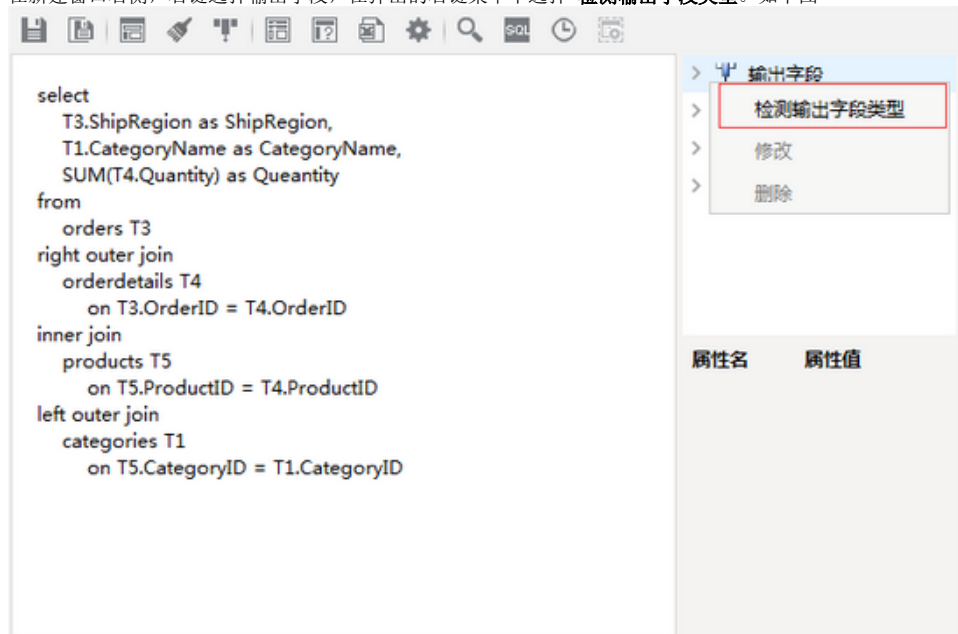 SQL
select
T3.ShipRegion as ShipRegion,
T1.CategoryName as CategoryName,
SUM(T4.Quantity) as Queantity
from
orders T3
right outer join
orderdetails T4
on T3.OrderID = T4.OrderID
inner join
products T5
on T5.ProductID = T4.ProductID
left outer join
categories T1
on T5.CategoryID = T1.CategoryID
输出字段
检测输出字段类型
修改
删除
属性名 属性值